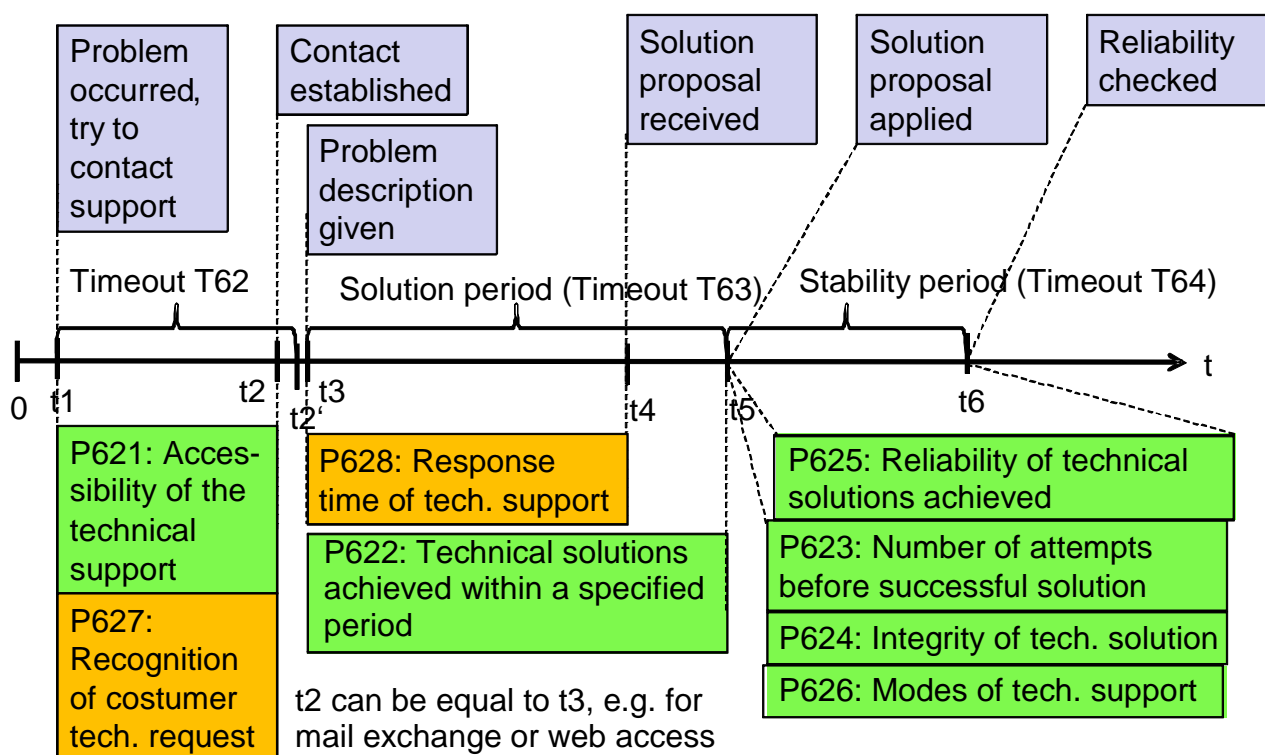 Problem
occurred,
try to
contact
support
Contact
established
Problem
description
given
Solution
proposal
received
Solution
proposal
applied
Reliability
checked
Timeout T62
Solution period (Timeout T63)
Stability period (Timeout T64)
0
t1
t2
t2‘
t3
t4
t5
t6
t
P621: Acces-
sibility of the
technical
support
P627:
Recognition
of costumer
tech. request
P628: Response
time of tech. support
P622: Technical solutions
achieved within a specified
period
t2 can be equal to t3, e.g. for
mail exchange or web access
P625: Reliability of technical
solutions achieved
P623: Number of attempts
before successful solution
P624: Integrity of tech. solution
P626: Modes of tech. support